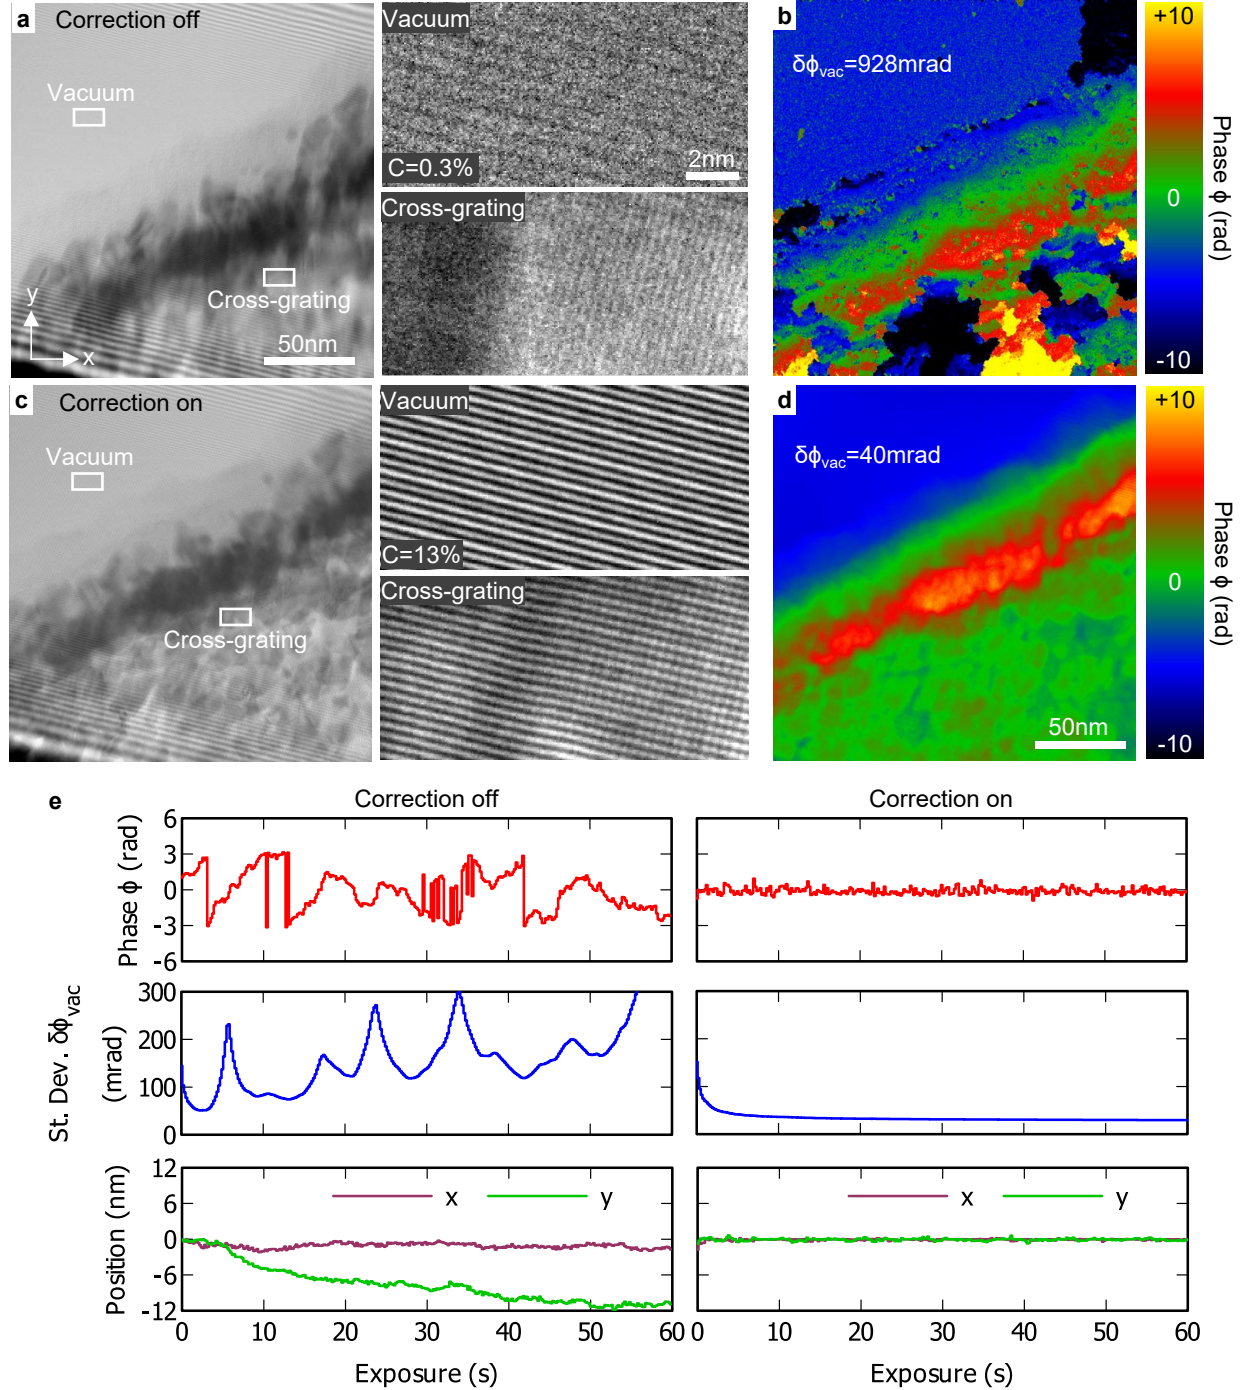 a Correction off
Vacuum
Cross-grating
y
x
50nm
Vacuum
C=0.3%
2nm
Cross-grating
b
δϕvac=928mrad
+10
0
-10
Phase ϕ (rad)
c Correction on
Vacuum
Cross-grating
Vacuum
C=13%
Cross-grating
d
δϕvac=40mrad
50nm
+10
0
-10
Phase ϕ (rad)
e
Correction off
Correction on
Phase ϕ (rad)
6
3
0
-3
-6
St. Dev. δϕvac
(mrad)
300
200
100
0
Position (nm)
12
6
0
-6
-12
x y
x y
0 10 20 30 40 50 60
0 10 20 30 40 50 60
Exposure (s)
Exposure (s)